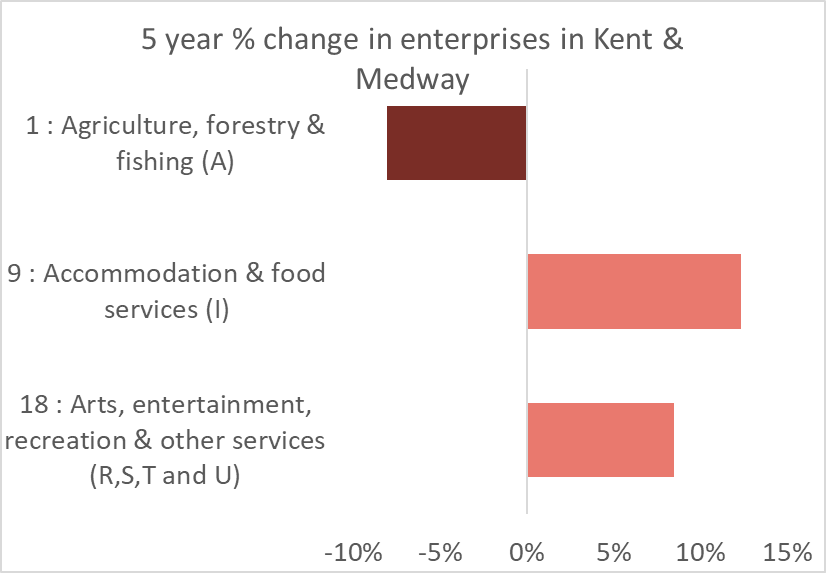 5 year % change in enterprises in Kent &
Medway
1 : Agriculture, forestry &
fishing (A)
9 : Accommodation & food
services (I)
18 : Arts, entertainment,
recreation & other services
(R,S,T and U)
-10% -5% 0% 5% 10% 15%